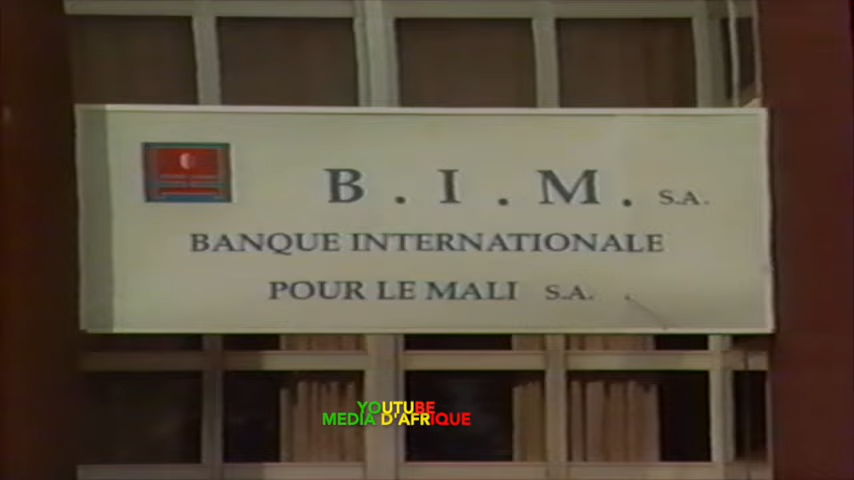 B . I . M . S.A.
BANQUE INTERNATIONALE
POUR LE MALI S.A.
YOUTUBE
MEDIA D'AFRIQUE